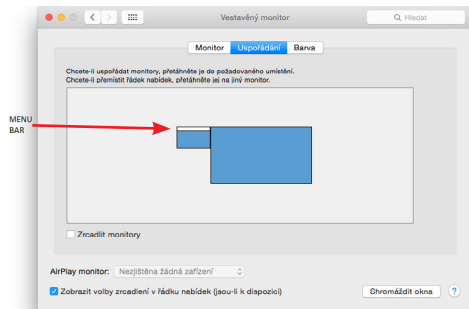 Vestavěný monitor
Hledat
Monitor Uspořádání Barva
Chcete-li uspořádat monitory, přetáhněte je do požadovaného umístění.
Chcete-li přemístit řádek nabídek, přetáhněte jej na jiný monitor.
MENU
BAR
Zrcadlit monitory
AirPlay monitor: Nezjištěna žádná zařízení
Zobrazit volby zrcadlení v řádku nabídek (jsou-li k dispozici)
Shromáždit okna ?